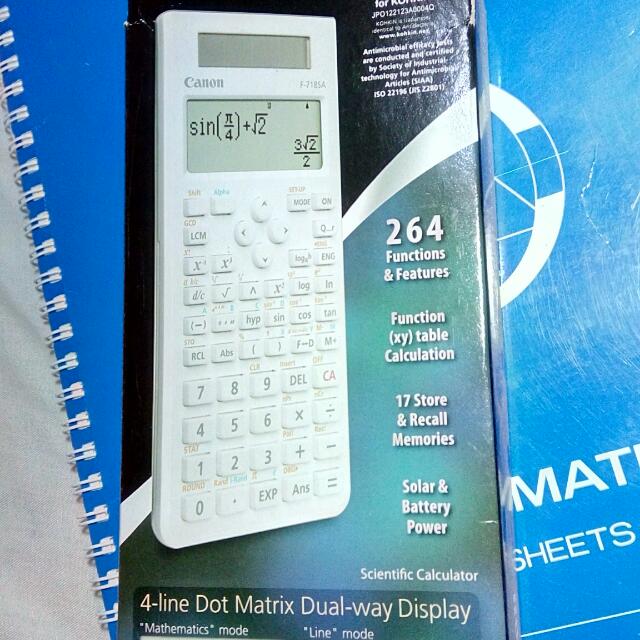 for KOHKIN
JPO122123A0004Q
www.kohkin.net
Antimicrobial efficacy tests
are conducted and certified
by Society of Industrial-
technology for Antimicrobial
Articles (SIAA)
ISO 22196 (JIS Z2801)
Canon
F-718SA
sin(π/4)+√2
3√2/2
Shift Alpha SET-UP
MODE ON
GCD
LCM
ENG
d/c √ ∧ log ln
(−) hyp sin cos tan
STO
RCL Abs ( ) F↔D M+
CLR Insert OFF
7 8 9 DEL CA
4 5 6 × ÷
STAT
1 2 3 + −
ROUND
0 . EXP Ans =
264
Functions
& Features
Function
(xy) table
Calculation
17 Store
& Recall
Memories
Solar &
Battery
Power
Scientific Calculator
4-line Dot Matrix Dual-way Display
"Mathematics" mode "Line" mode
MAT
SHEETS